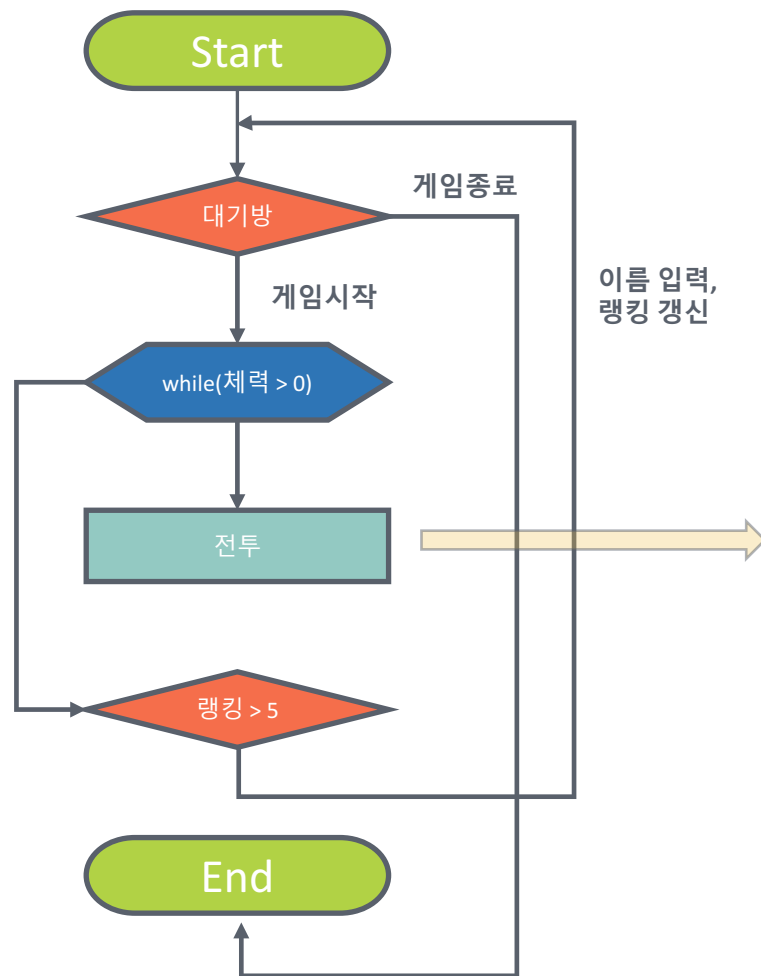 Start
대기방
게임종료
게임시작
이름 입력,
랭킹 갱신
while(체력 > 0)
전투
랭킹 > 5
End